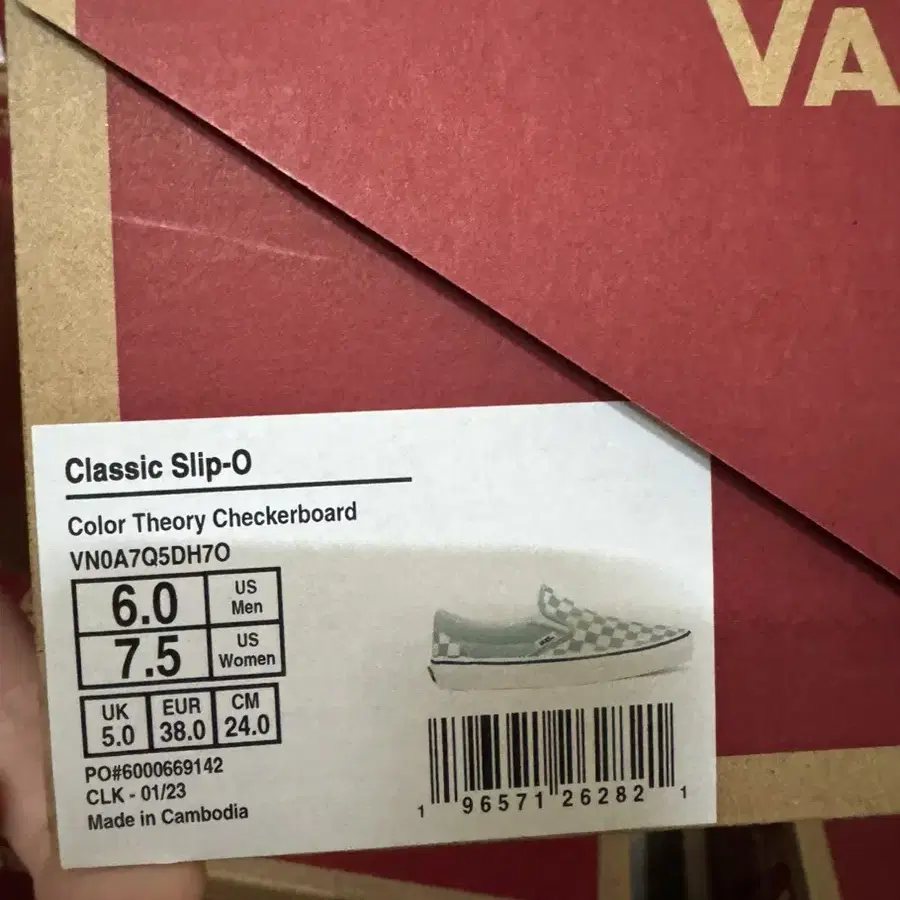 VA
Classic Slip-O
Color Theory Checkerboard
VN0A7Q5DH7O
6.0 US Men
7.5 US Women
UK EUR CM
5.0 38.0 24.0
PO#6000669142
CLK - 01/23
Made in Cambodia
1 96571 26282 1